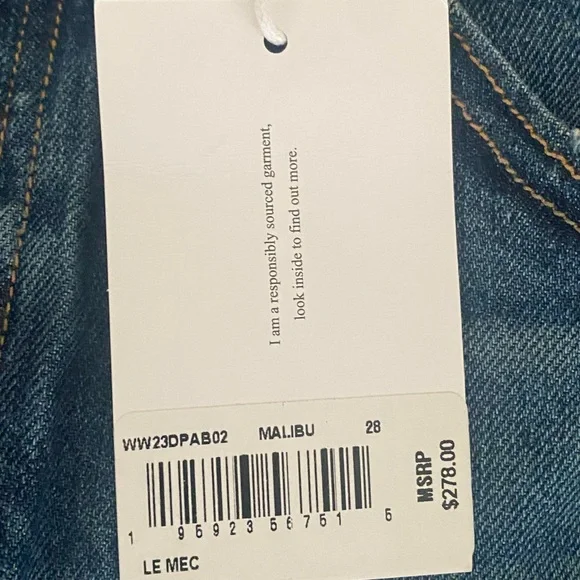 I am a responsibly sourced garment,
look inside to find out more.
WW23DPAB02 MALIBU 28
1 95923 56751 5
LE MEC
MSRP
$278.00